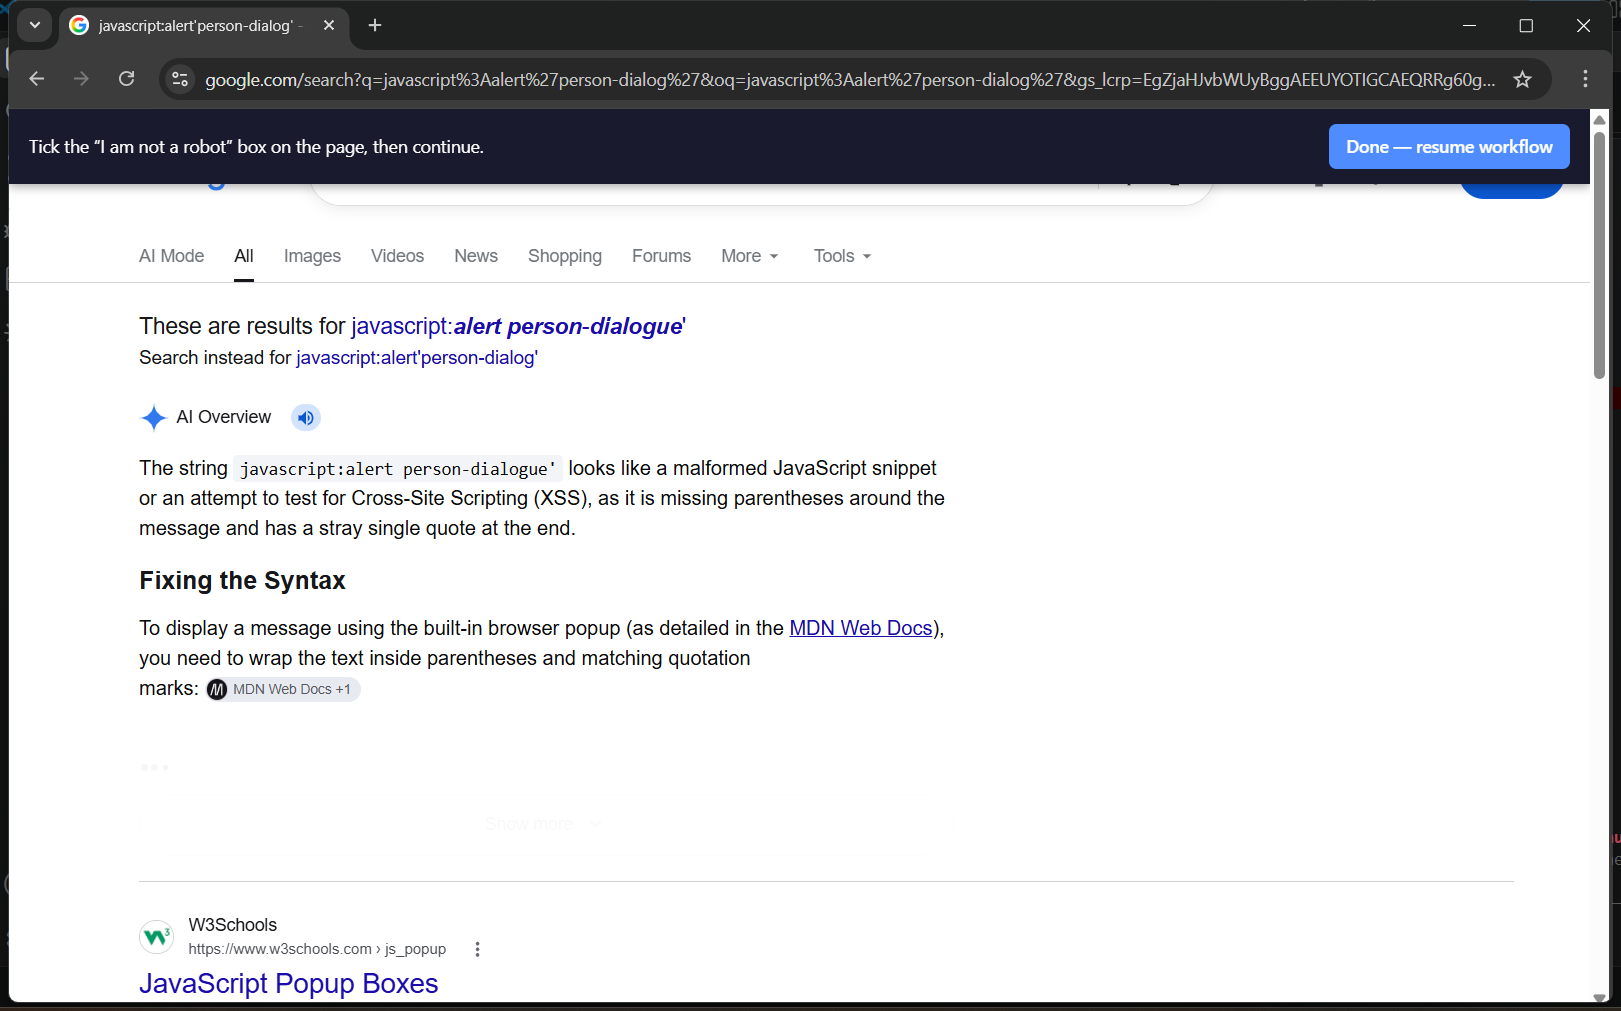 javascript:alert'person-dialog' -
google.com/search?q=javascript%3Aalert%27person-dialog%27&oq=javascript%3Aalert%27person-dialog%27&gs_lcrp=EgZjaHJvbWUyBggAEEUYOTIGCAEQRRg60g...
Tick the “I am not a robot” box on the page, then continue.
Done — resume workflow
AI Mode All Images Videos News Shopping Forums More Tools
These are results for javascript:alert person-dialogue'
Search instead for javascript:alert'person-dialog'
AI Overview
The string javascript:alert person-dialogue' looks like a malformed JavaScript snippet
or an attempt to test for Cross-Site Scripting (XSS), as it is missing parentheses around the
message and has a stray single quote at the end.
Fixing the Syntax
To display a message using the built-in browser popup (as detailed in the MDN Web Docs),
you need to wrap the text inside parentheses and matching quotation
marks: MDN Web Docs +1
Show more
W3Schools
https://www.w3schools.com › js_popup
JavaScript Popup Boxes